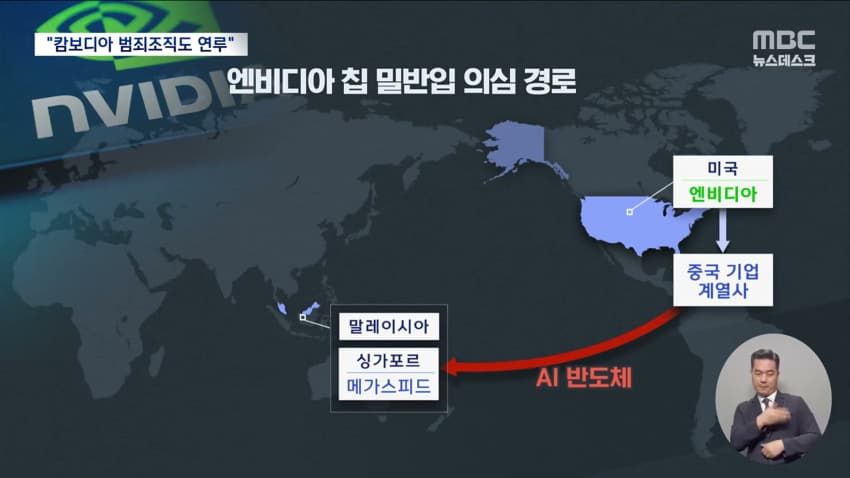 "캄보디아 범죄조직도 연루"
MBC
뉴스데스크
엔비디아 칩 밀반입 의심 경로
NVIDIA
미국
엔비디아
중국 기업
계열사
말레이시아
싱가포르
메가스피드
AI 반도체